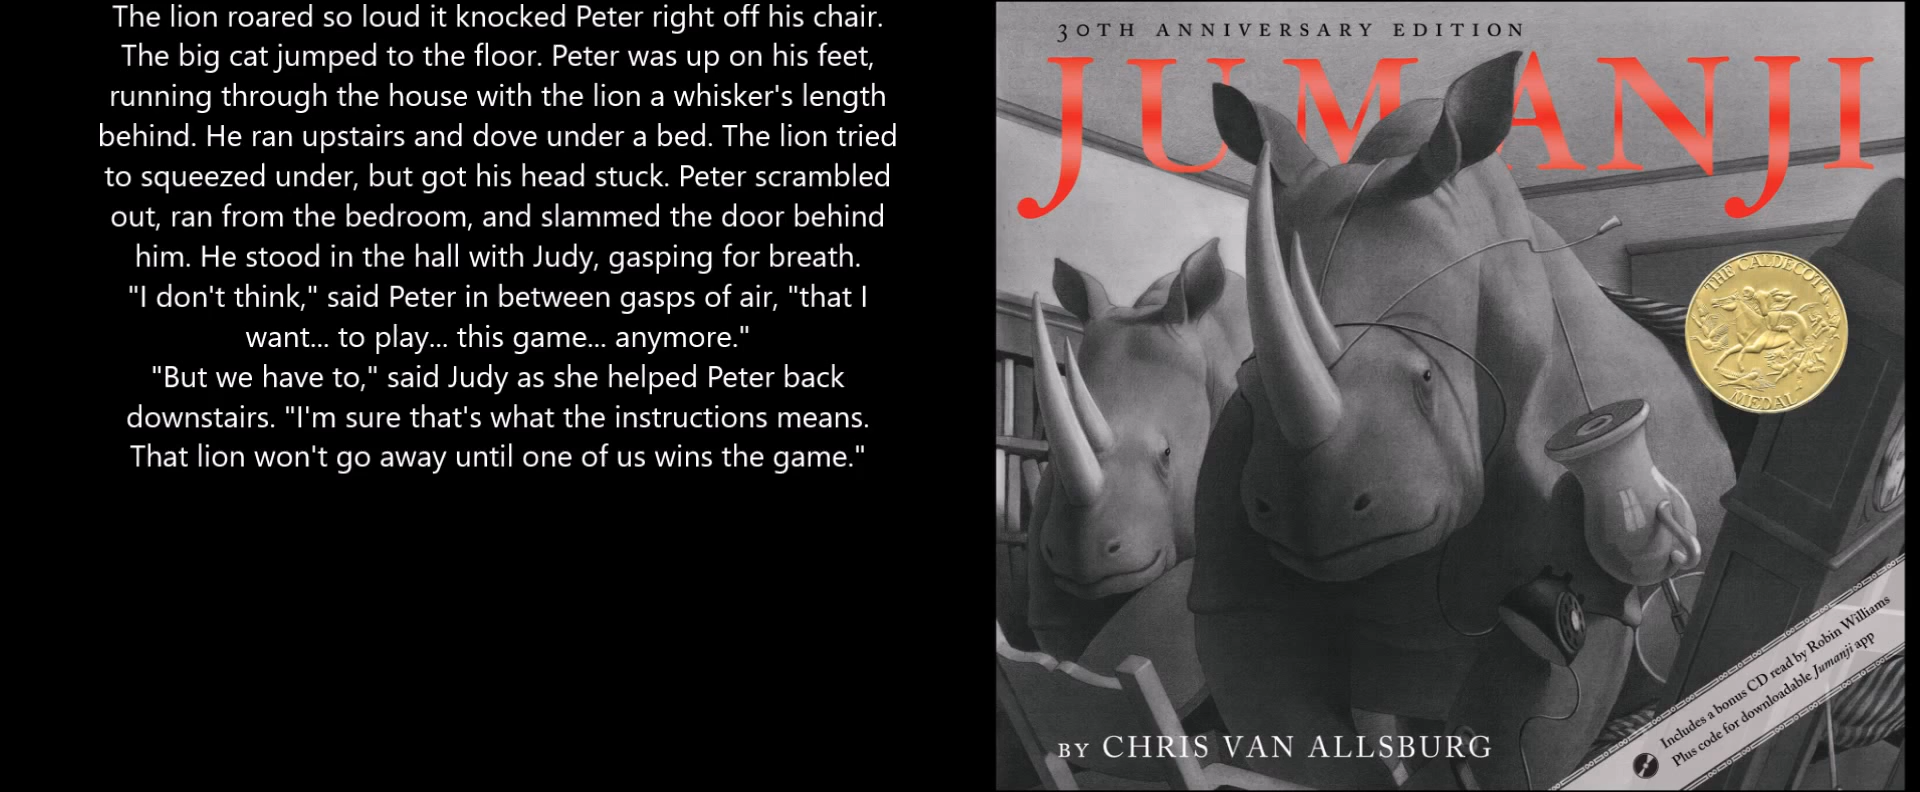 The lion roared so loud it knocked Peter right off his chair.
The big cat jumped to the floor. Peter was up on his feet,
running through the house with the lion a whisker's length
behind. He ran upstairs and dove under a bed. The lion tried
to squeezed under, but got his head stuck. Peter scrambled
out, ran from the bedroom, and slammed the door behind
him. He stood in the hall with Judy, gasping for breath.
"I don't think," said Peter in between gasps of air, "that I
want... to play... this game... anymore."
"But we have to," said Judy as she helped Peter back
downstairs. "I'm sure that's what the instructions means.
That lion won't go away until one of us wins the game."
30TH ANNIVERSARY EDITION
JUMANJI
THE CALDECOTT
MEDAL
Includes a bonus CD read by Robin Williams
Plus code for downloadable Jumanji app
BY CHRIS VAN ALLSBURG